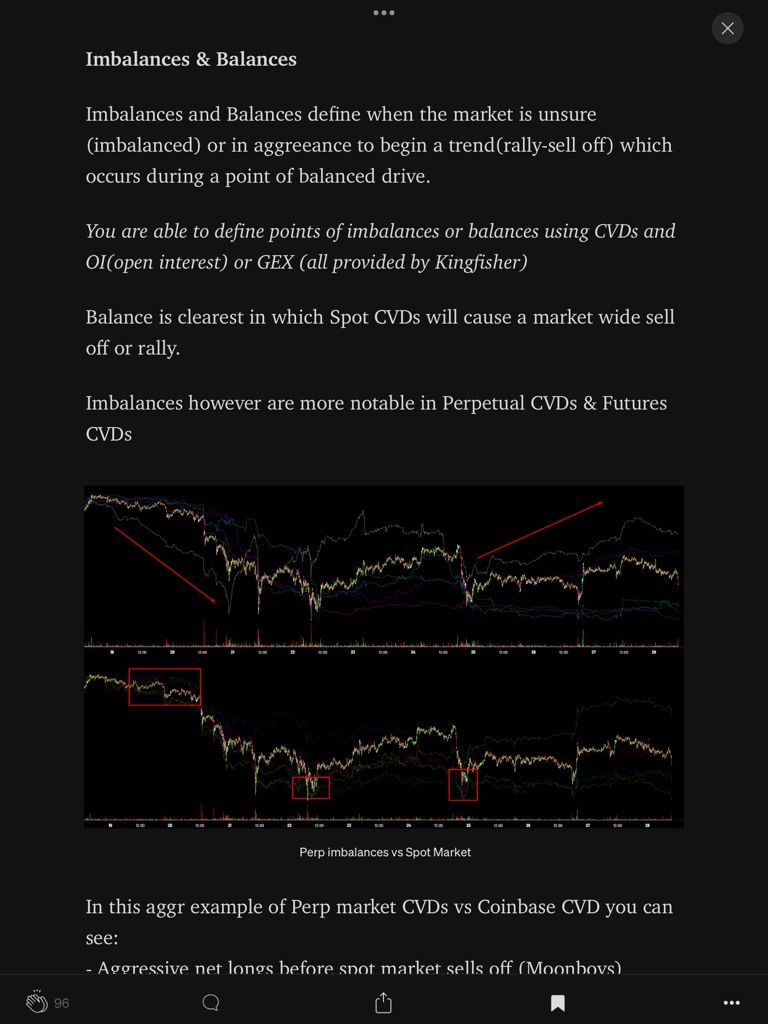 Imbalances & Balances
Imbalances and Balances define when the market is unsure
(imbalanced) or in aggreeance to begin a trend(rally-sell off) which
occurs during a point of balanced drive.
You are able to define points of imbalances or balances using CVDs and
OI(open interest) or GEX (all provided by Kingfisher)
Balance is clearest in which Spot CVDs will cause a market wide sell
off or rally.
Imbalances however are more notable in Perpetual CVDs & Futures
CVDs
Perp imbalances vs Spot Market
In this aggr example of Perp market CVDs vs Coinbase CVD you can
see:
- Aggressive net longs before spot market sells off (Moonboys)
96